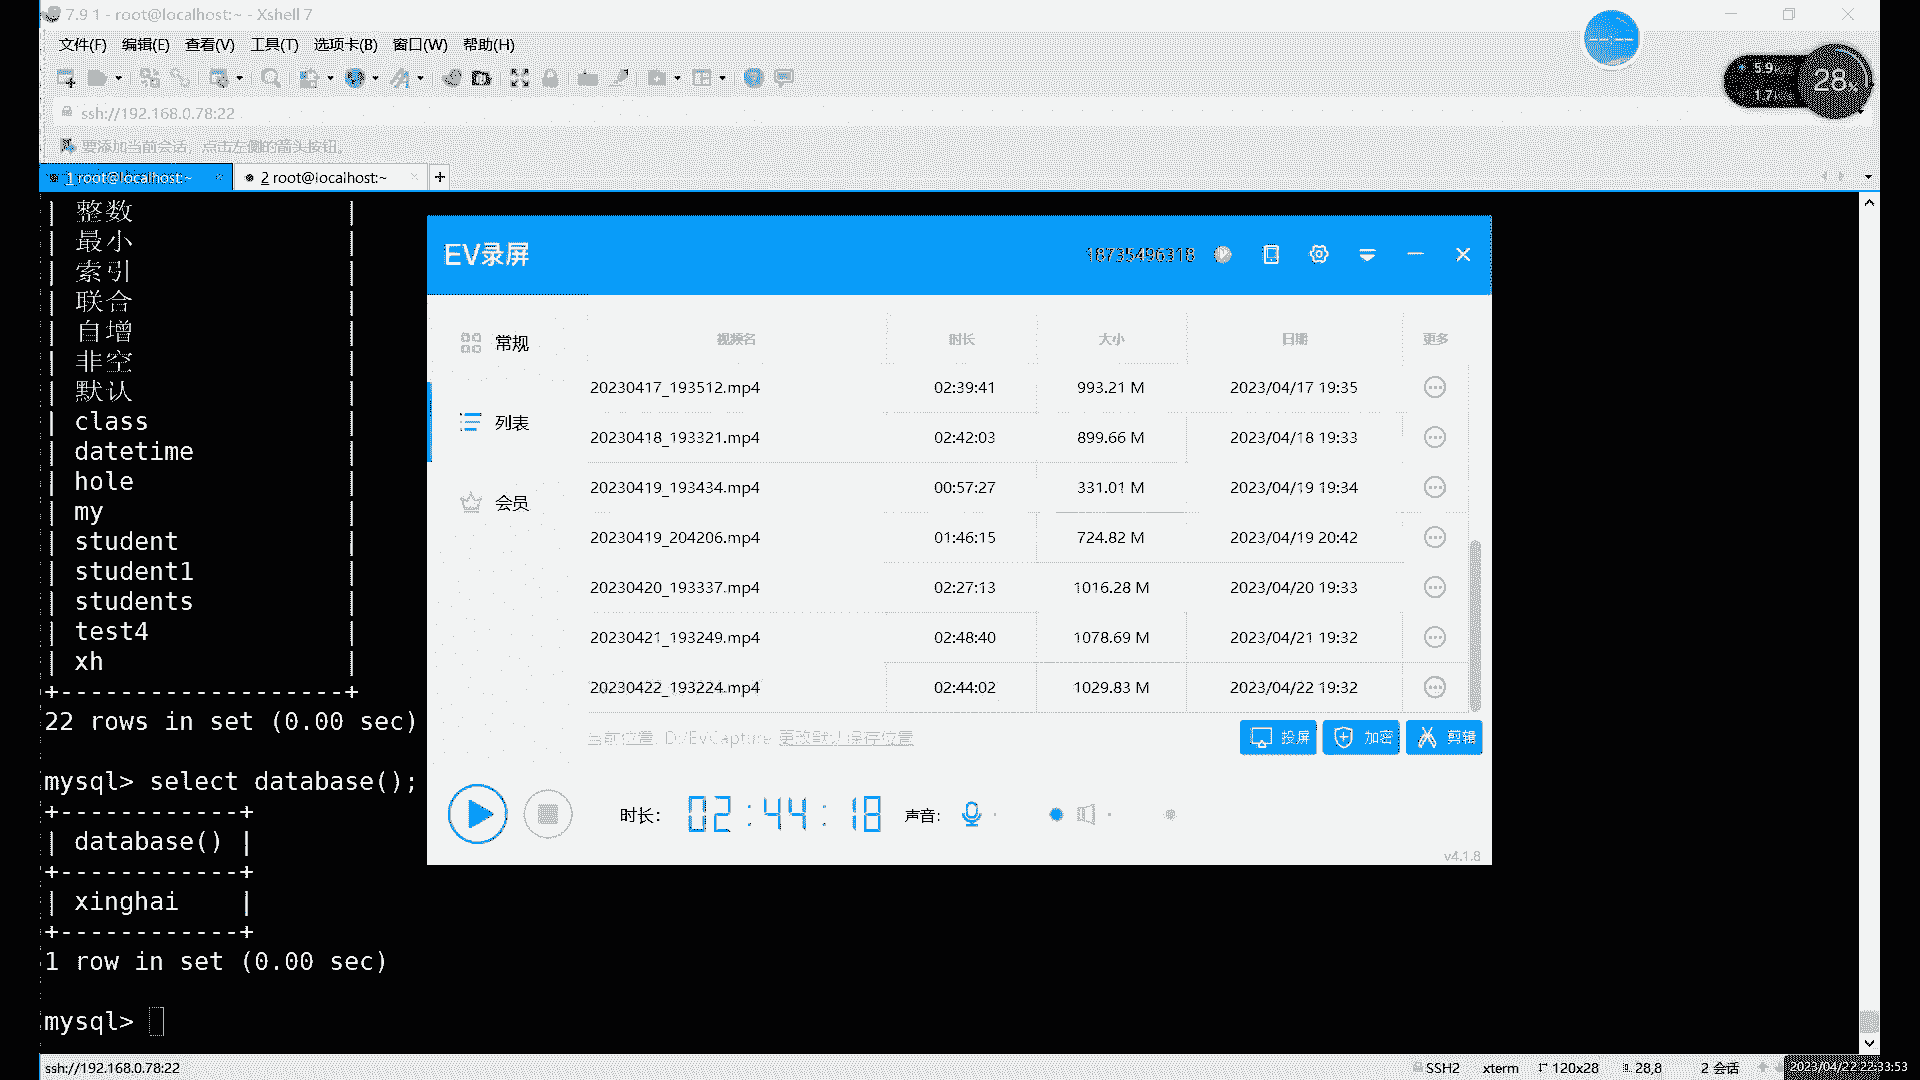 7.9 1 - root@localhost:~ - Xshell 7
文件(F) 编辑(E) 查看(V) 工具(T) 选项卡(B) 窗口(W) 帮助(H)
ssh://192.168.0.78:22
要添加当前会话，点击左侧的箭头按钮。
1 root@localhost:~ × 2 root@localhost:~ × +
| 整数 |
| 最小 |
| 索引 |
| 联合 |
| 自增 |
| 非空 |
| 默认 |
| class |
| datetime |
| hole |
| my |
| student |
| student1 |
| students |
| test4 |
| xh |
+-------------------+
22 rows in set (0.00 sec)
mysql> select database();
+------------+
| database() |
+------------+
| xinghai |
+------------+
1 row in set (0.00 sec)
mysql>
EV录屏
18735496318
常规
列表
会员
视频名 时长 大小 日期 更多
20230417_193512.mp4 02:39:41 993.21 M 2023/04/17 19:35
20230418_193321.mp4 02:42:03 899.66 M 2023/04/18 19:33
20230419_193434.mp4 00:57:27 331.01 M 2023/04/19 19:34
20230419_204206.mp4 01:46:15 724.82 M 2023/04/19 20:42
20230420_193337.mp4 02:27:13 1016.28 M 2023/04/20 19:33
20230421_193249.mp4 02:48:40 1078.69 M 2023/04/21 19:32
20230422_193224.mp4 02:44:02 1029.83 M 2023/04/22 19:32
当前位置: D:/EVCapture 更改默认保存位置
投屏 加密 剪辑
时长: 02:44:18 声音:
v4.1.8
5.9
1.7
28
ssh://192.168.0.78:22 SSH2 xterm 120x28 28,8 2 会话
2023/04/22 22:33:53